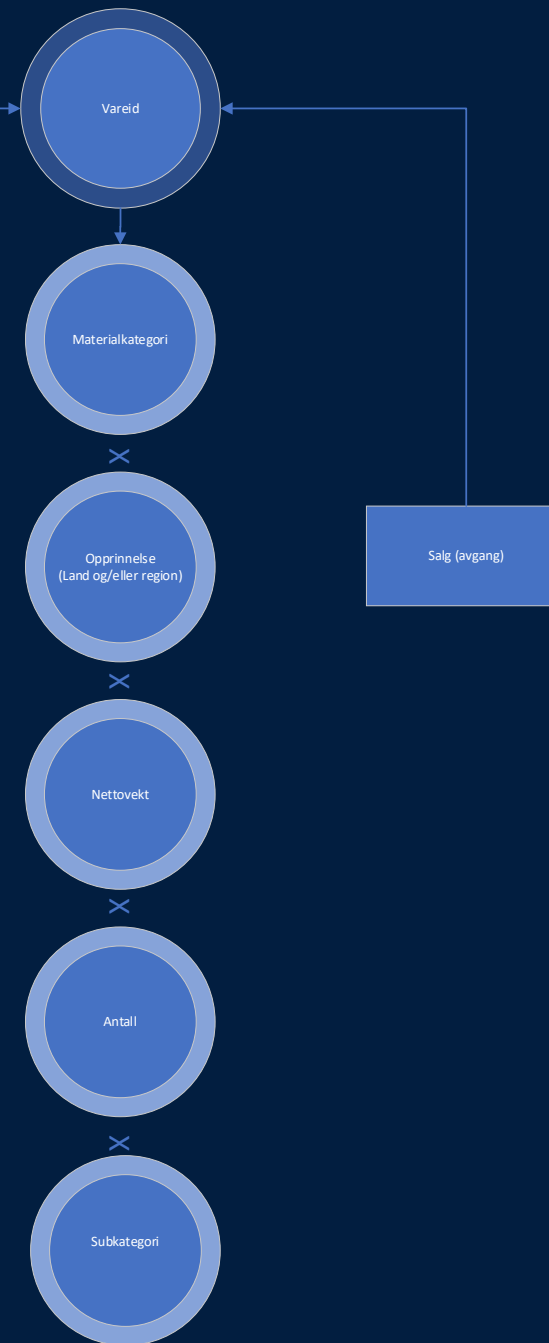 Vareid
Materialkategori
X
Opprinnelse
(Land og/eller region)
Salg (avgang)
X
Nettovekt
X
Antall
X
Subkategori